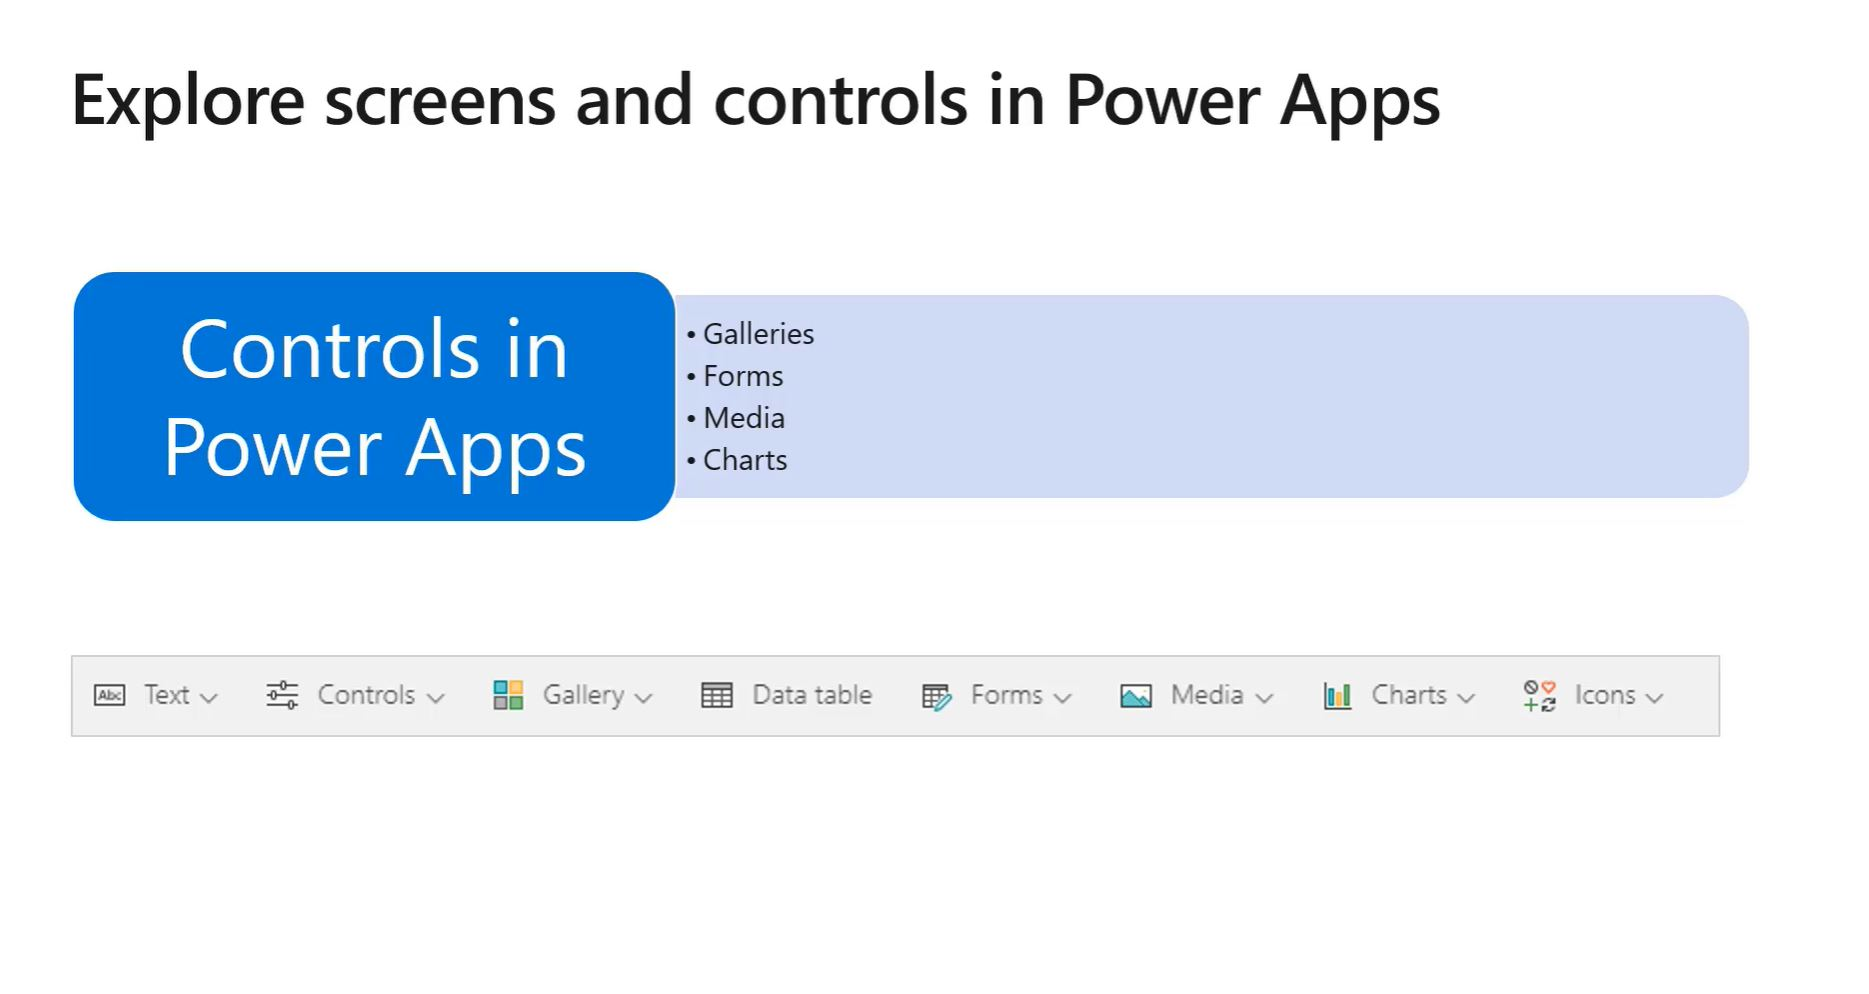 Explore screens and controls in Power Apps
Controls in
Power Apps
• Galleries
• Forms
• Media
• Charts
Abc Text Controls Gallery Data table Forms Media Charts Icons